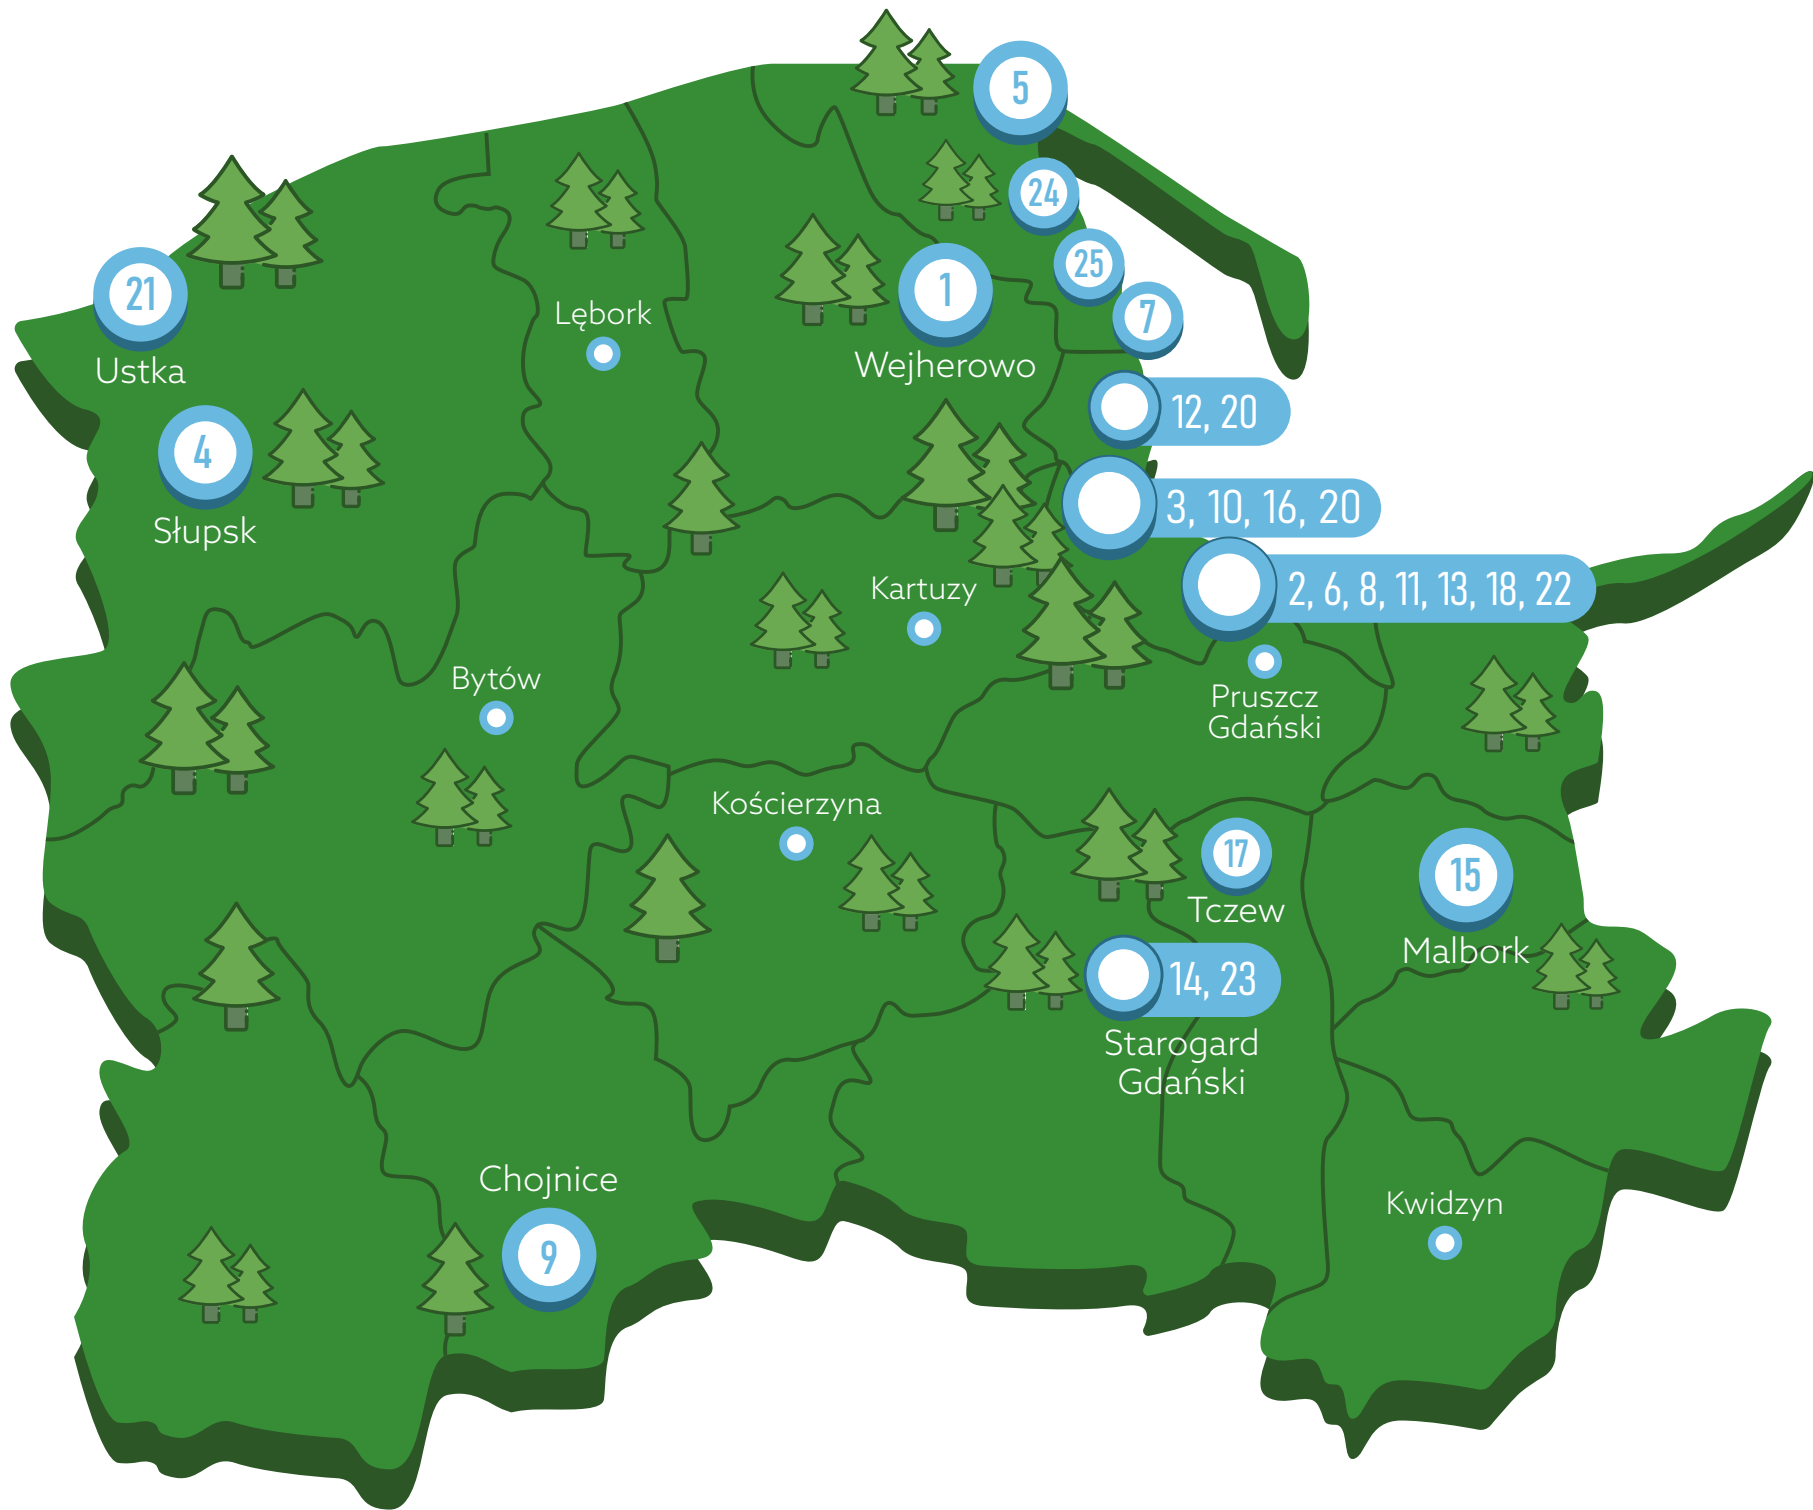 5
24
25
21
1
7
Lębork
Wejherowo
Ustka
12, 20
4
3, 10, 16, 20
Słupsk
Kartuzy
2, 6, 8, 11, 13, 18, 22
Bytów
Pruszcz
Gdański
Kościerzyna
17
15
Tczew
Malbork
14, 23
Starogard
Gdański
Chojnice
Kwidzyn
9